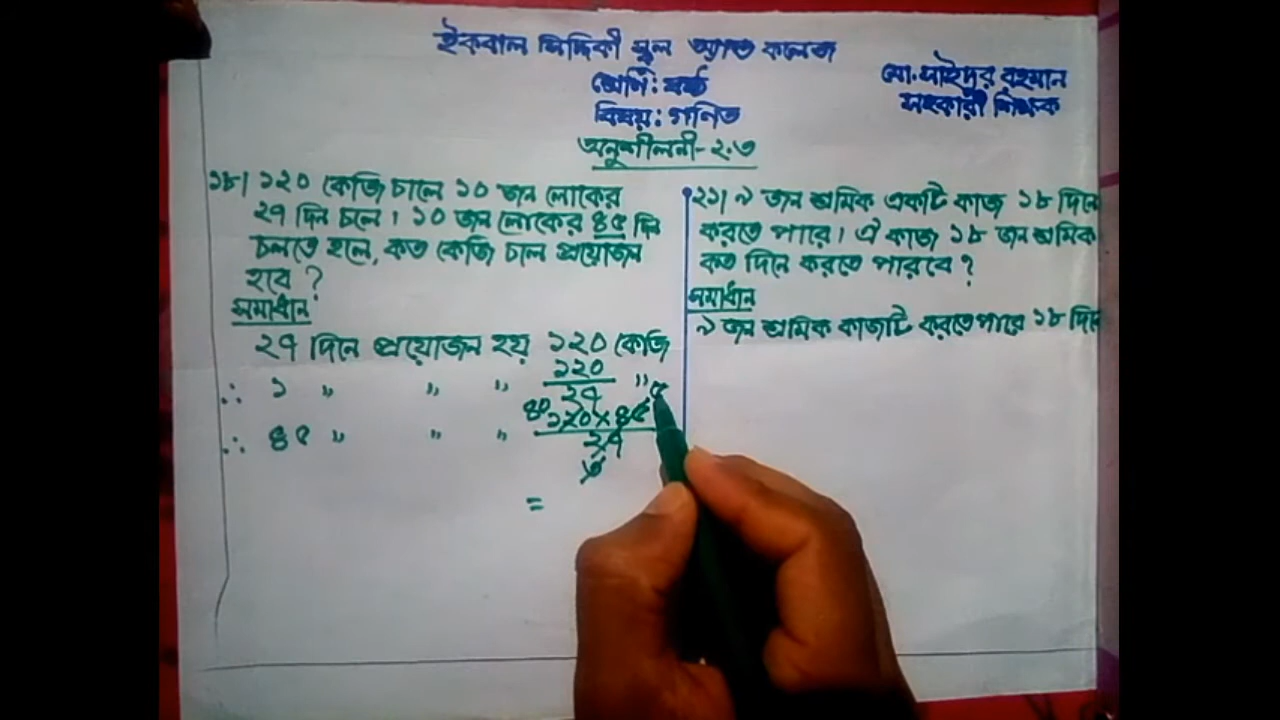 ইকবাল সিদ্দিকী স্কুল অ্যান্ড কলেজ
শ্রেণি: ষষ্ঠ
বিষয়: গণিত
মো. সাইদুর রহমান
সহকারী শিক্ষক
অনুশীলনী- ২.৩
১৮। ১২০ কেজি চালে ১০ জন লোকের
২৭ দিন চলে। ১০ জন লোকের ৪৫ দিন
চলতে হলে, কত কেজি চাল প্রয়োজন
হবে ?
সমাধান
২৭ দিনে প্রয়োজন হয় ১২০ কেজি
১২০
∴ ১ " " " ২৭ "
৪০ ১২০×৪৫ ৫
∴ ৪৫ " " " ২৭
৯
=
২১। ৯ জন শ্রমিক একটি কাজ ১৮ দিনে
করতে পারে। ঐ কাজ ১৮ জন শ্রমিক
কত দিনে করতে পারবে ?
সমাধান
৯ জন শ্রমিক কাজটি করতে পারে ১৮ দিনে